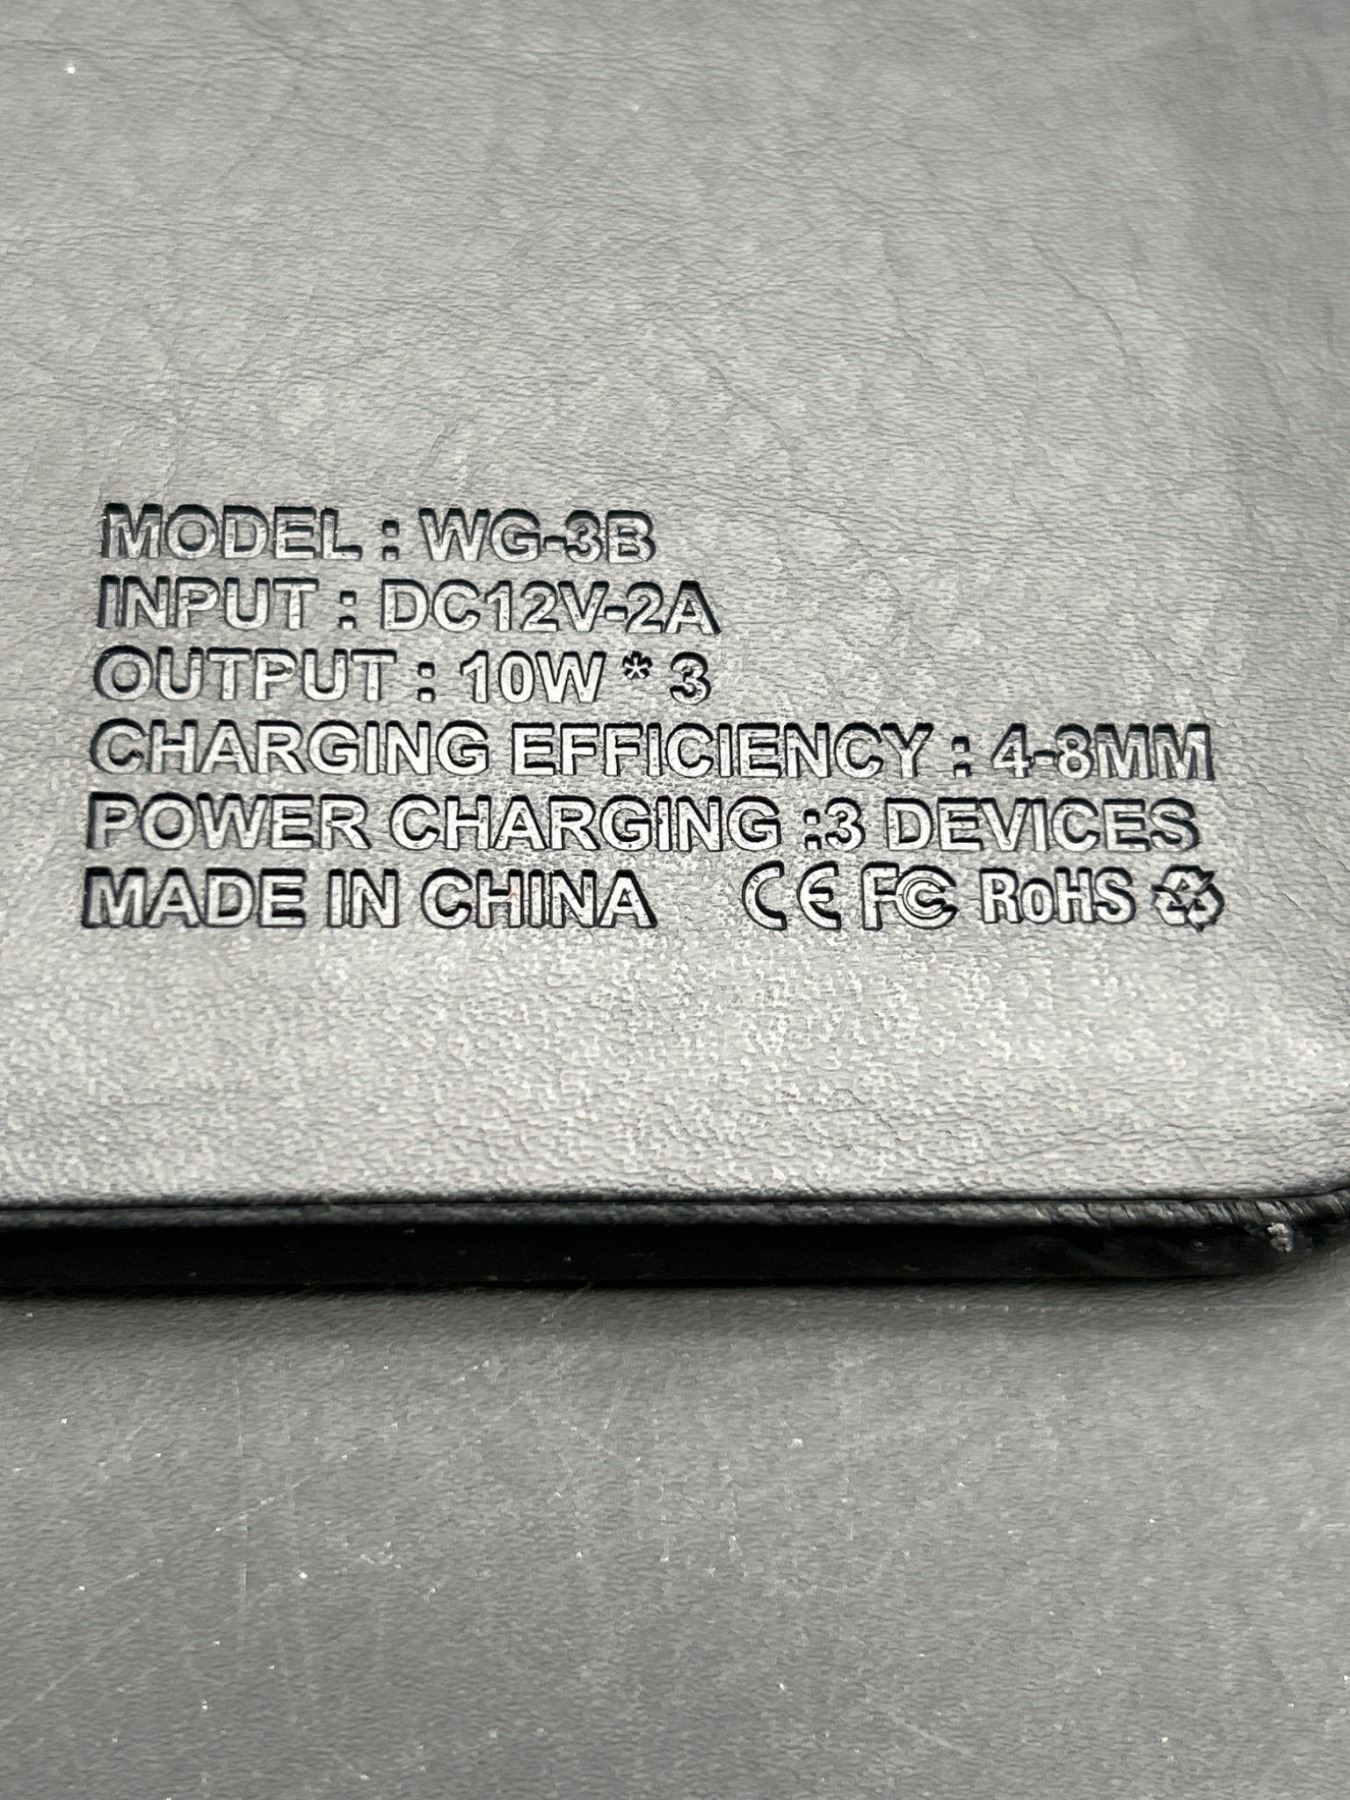 MODEL : WG-3B
INPUT : DC12V-2A
OUTPUT : 10W * 3
CHARGING EFFICIENCY : 4-8MM
POWER CHARGING :3 DEVICES
MADE IN CHINA CE FC RoHS